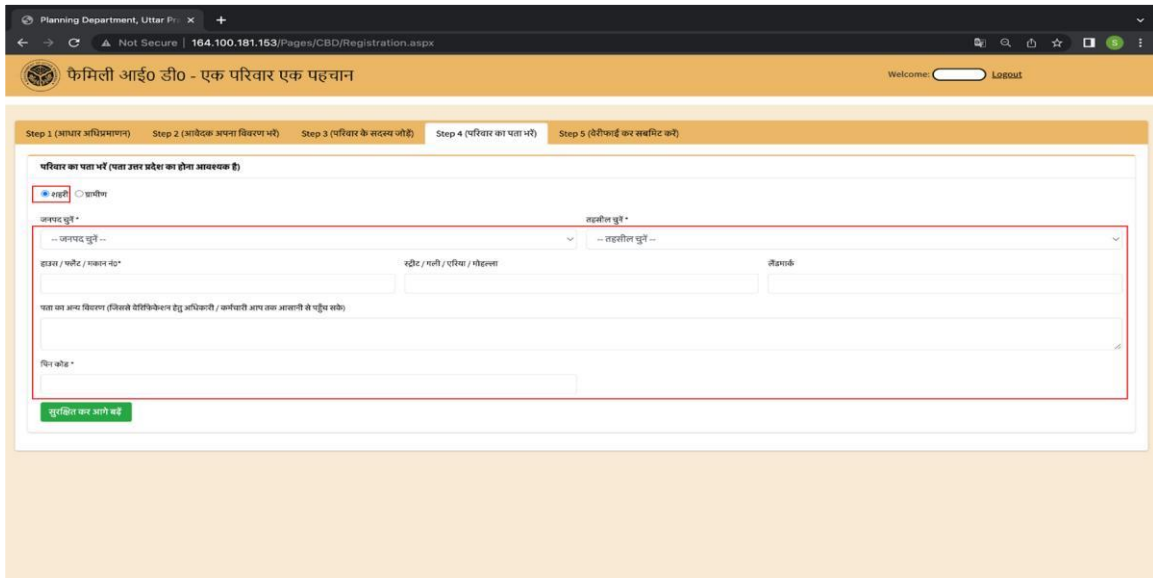 Planning Department, Uttar Pr
Not Secure | 164.100.181.153/Pages/CBD/Registration.aspx
S
फैमिली आई0 डी0 - एक परिवार एक पहचान
Welcome:
Logout
Step 1 (आधार अधिप्रमाणन) Step 2 (आवेदक अपना विवरण भरे) Step 3 (परिवार के सदस्य जोड़ें) Step 4 (परिवार का पता भरें) Step 5 (वेरीफाई कर सबमिट करें)
परिवार का पता भरें (पता उत्तर प्रदेश का होना आवश्यक है)
शहरी ग्रामीण
जनपद चुनें * तहसील चुनें *
-- जनपद चुनें -- -- तहसील चुनें --
हाउस / फ्लैट / मकान नं0* स्ट्रीट / गली / एरिया / मोहल्ला लैंडमार्क
पता का अन्य विवरण (जिससे वेरिफिकेशन हेतु अधिकारी / कर्मचारी आप तक आसानी से पहुँच सके)
पिन कोड *
सुरक्षित कर आगे बढ़ें